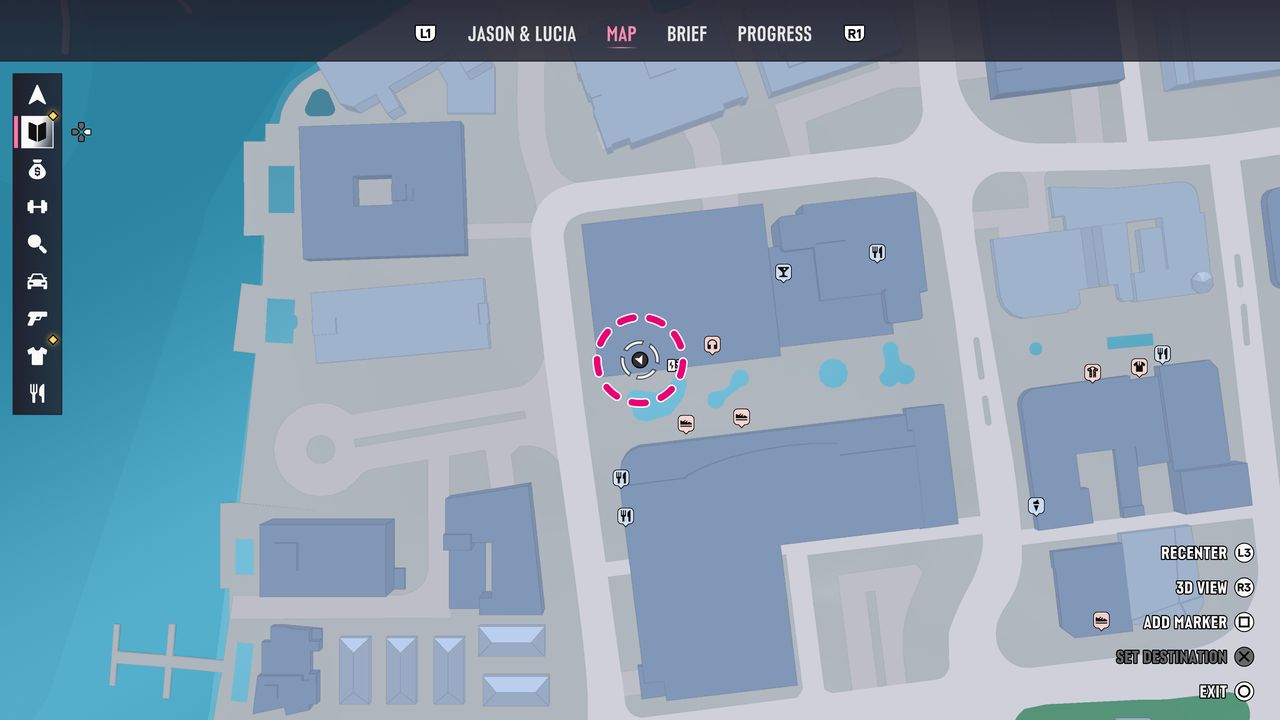 L1 JASON & LUCIA MAP BRIEF PROGRESS R1
RECENTER L3
3D VIEW R3
ADD MARKER
SET DESTINATION
EXIT